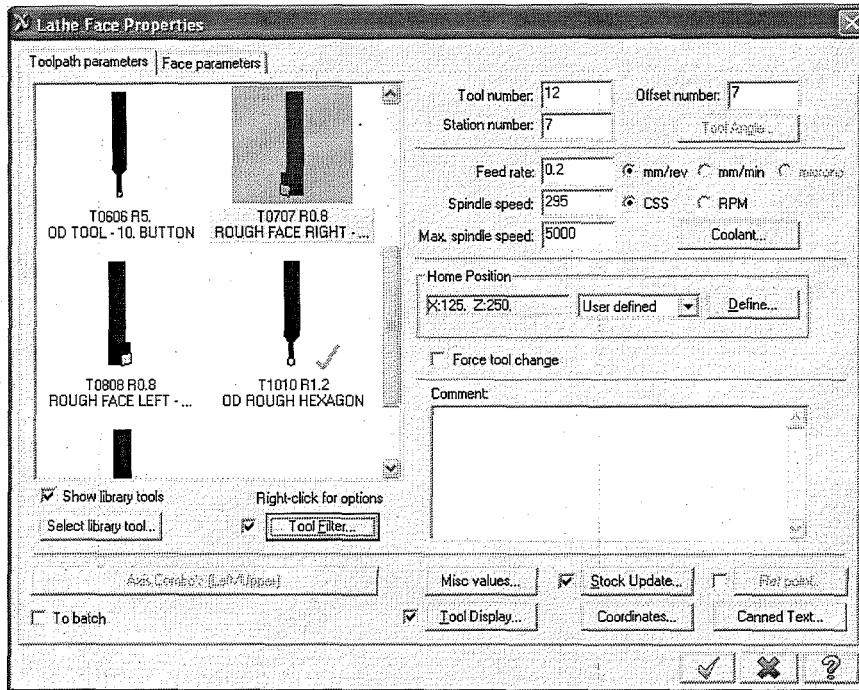 Lathe Face Properties
Toolpath parameters
Face parameters
T0606 R5.
OD TOOL - 10. BUTTON
T0707 R0.8
ROUGH FACE RIGHT - ...
T0808 R0.8
ROUGH FACE LEFT - ...
T1010 R1.2
OD ROUGH HEXAGON
Show library tools
Right-click for options
Select library tool...
Tool Filter...
Tool number: 12
Offset number: 7
Station number: 7
Tool Angle...
Feed rate: 0.2
mm/rev
mm/min
microns
Spindle speed: 295
CSS
RPM
Max. spindle speed: 5000
Coolant...
Home Position
X:125. Z:250.
User defined
Define...
Force tool change
Comment:
Axis Combo's (Left/Upper)
Misc values...
Stock Update...
Ref point...
To batch
Tool Display...
Coordinates...
Canned Text...
?